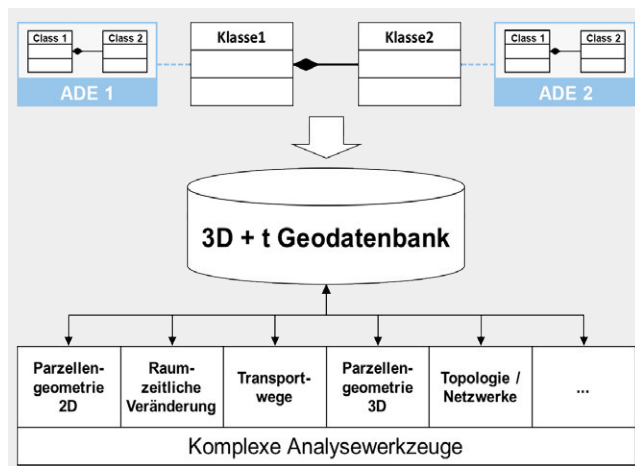 Class 1
Class 2
ADE 1
Klasse1
Klasse2
Class 1
Class 2
ADE 2
3D + t Geodatenbank
Parzellen-
geometrie
2D
Raum-
zeitliche
Veränderung
Transport-
wege
Parzellen-
geometrie
3D
Topologie /
Netzwerke
...
Komplexe Analysewerkzeuge